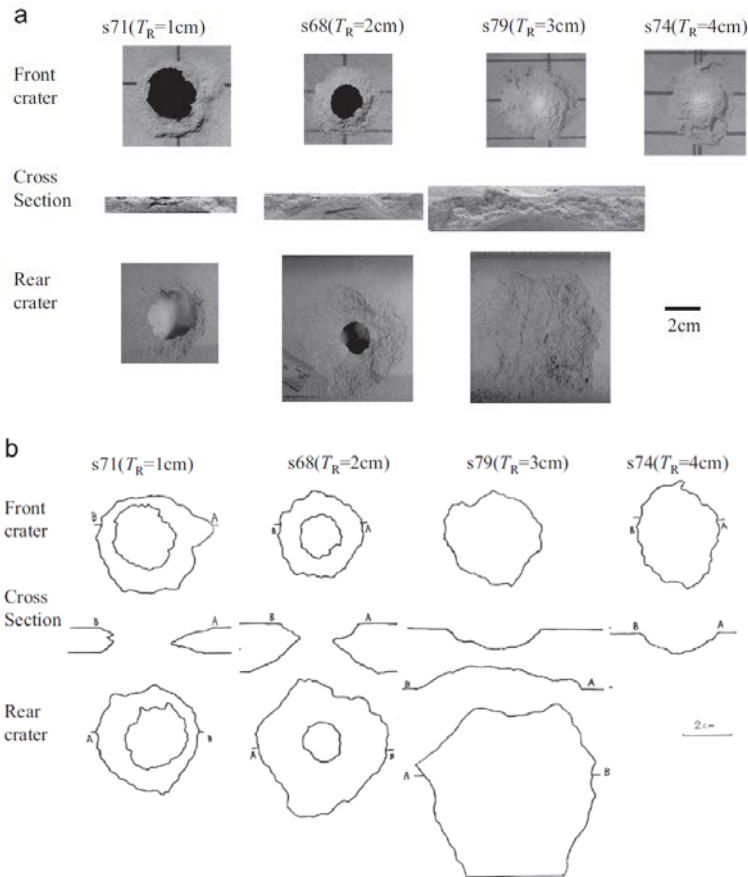 a
s71(TR=1cm) s68(TR=2cm) s79(TR=3cm) s74(TR=4cm)
Front
crater
Cross
Section
Rear
crater
2cm
b
s71(TR=1cm) s68(TR=2cm) s79(TR=3cm) s74(TR=4cm)
Front
crater
B A B A B A
Cross
Section
B A B A B A
B A
Rear
crater
2cm
A B A B
A B